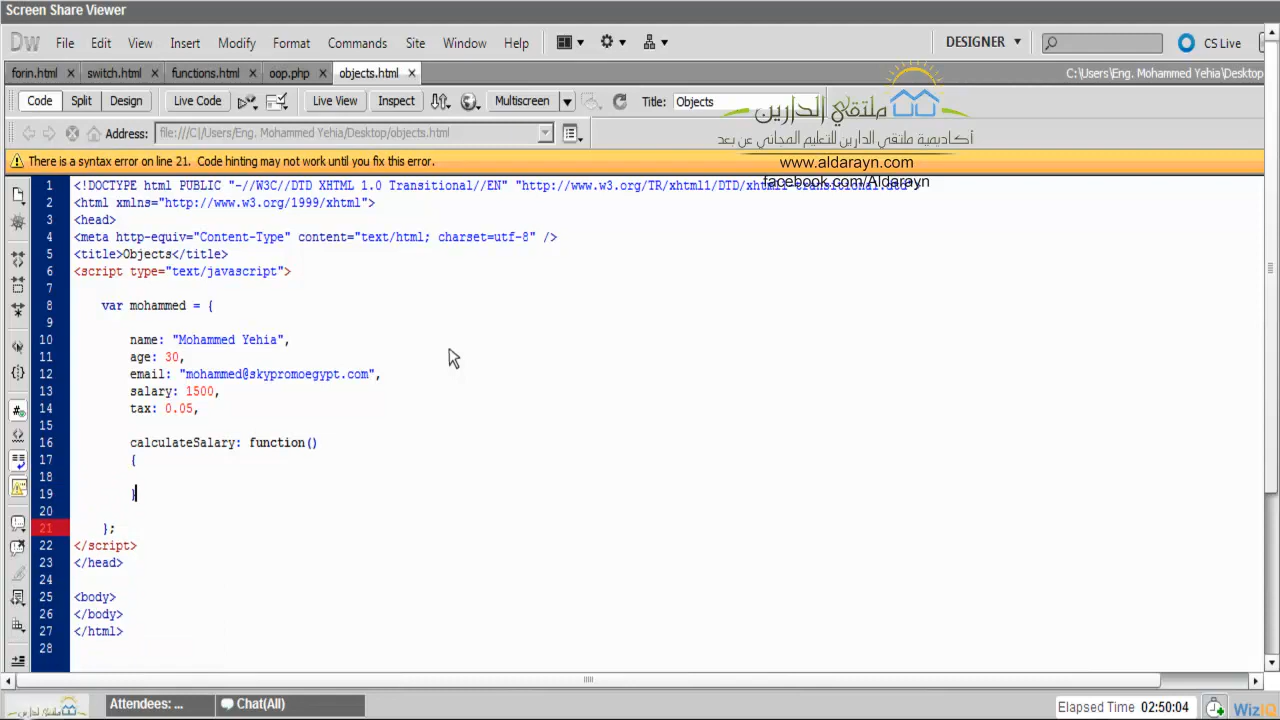 Screen Share Viewer
Dw File Edit View Insert Modify Format Commands Site Window Help DESIGNER CS Live
forin.html switch.html functions.html oop.php objects.html C:\Users\Eng. Mohammed Yehia\Desktop
Code Split Design Live Code Live View Inspect Multiscreen Title: Objects
ملتقي الدارين
Address: file:///C|/Users/Eng. Mohammed Yehia/Desktop/objects.html
أكاديمية ملتقي الدارين للتعليم المجاني عن بعد
There is a syntax error on line 21. Code hinting may not work until you fix this error.
www.aldarayn.com
facebook.com/Aldarayn
1 <!DOCTYPE html PUBLIC "-//W3C//DTD XHTML 1.0 Transitional//EN" "http://www.w3.org/TR/xhtml1/DTD/xhtml1-transitional.dtd">
2 <html xmlns="http://www.w3.org/1999/xhtml">
3 <head>
4 <meta http-equiv="Content-Type" content="text/html; charset=utf-8" />
5 <title>Objects</title>
6 <script type="text/javascript">
7
8 var mohammed = {
9
10 name: "Mohammed Yehia",
11 age: 30,
12 email: "mohammed@skypromoegypt.com",
13 salary: 1500,
14 tax: 0.05,
15
16 calculateSalary: function()
17 {
18
19 }
20
21 };
22 </script>
23 </head>
24
25 <body>
26 </body>
27 </html>
28
Attendees: ... Chat(All) Elapsed Time 02:50:04 WizIQ